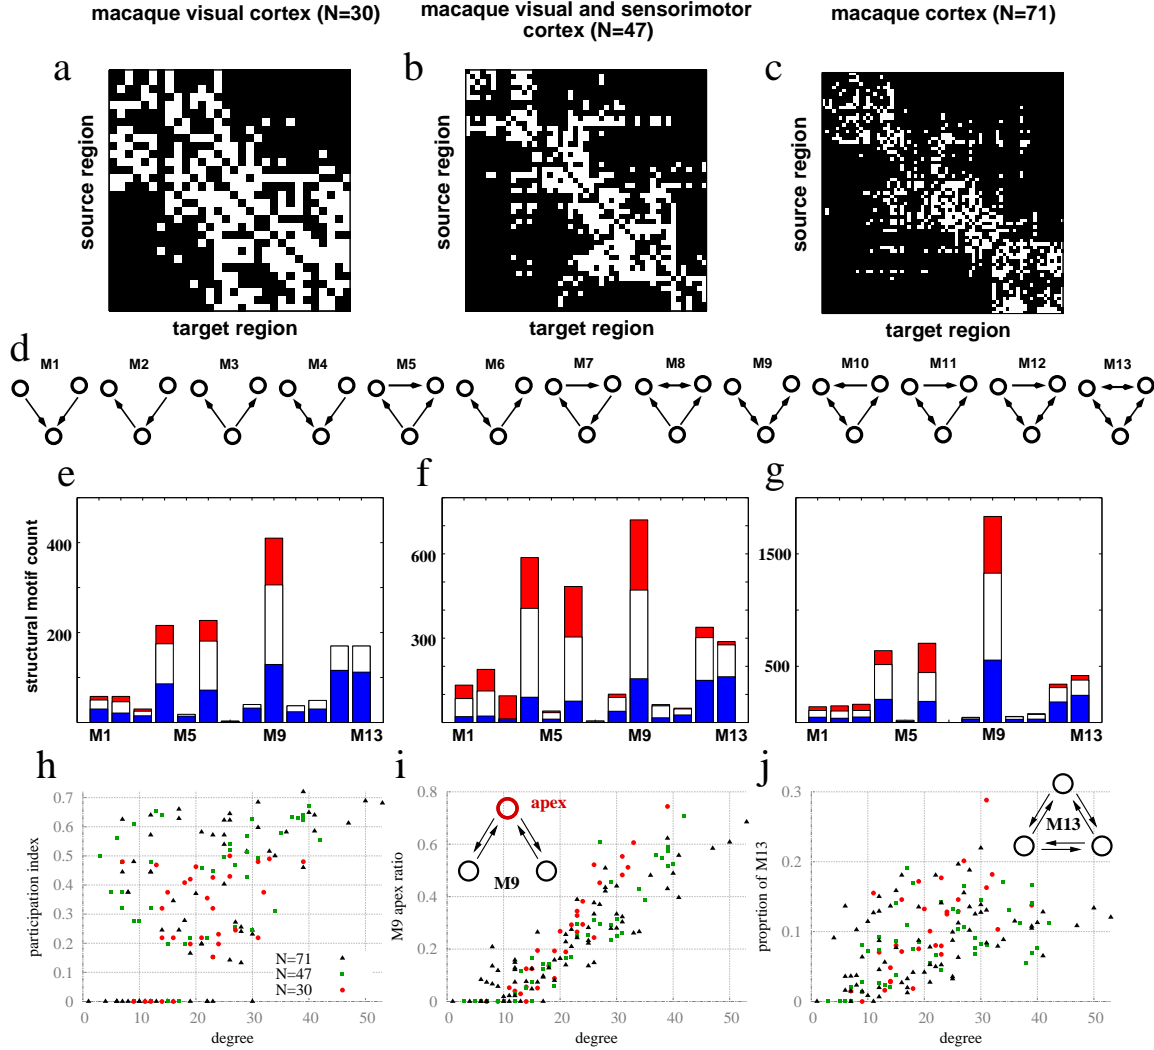 macaque visual cortex (N=30)
macaque visual and sensorimotor
cortex (N=47)
macaque cortex (N=71)
a
b
c
source region
source region
source region
target region
target region
target region
d
M1
M2
M3
M4
M5
M6
M7
M8
M9
M10
M11
M12
M13
e
f
g
structural motif count
400
200
M1
M5
M9
M13
600
300
M1
M5
M9
M13
1500
500
M1
M5
M9
M13
h
i
j
participation index
0.7
0.6
0.5
0.4
0.3
0.2
0.1
0
0
10
20
30
40
50
degree
N=71
N=47
N=30
M9 apex ratio
0.8
0.6
0.4
0.2
0
0
10
20
30
40
50
degree
apex
M9
proportion of M13
0.3
0.2
0.1
0
0
10
20
30
40
50
degree
M13